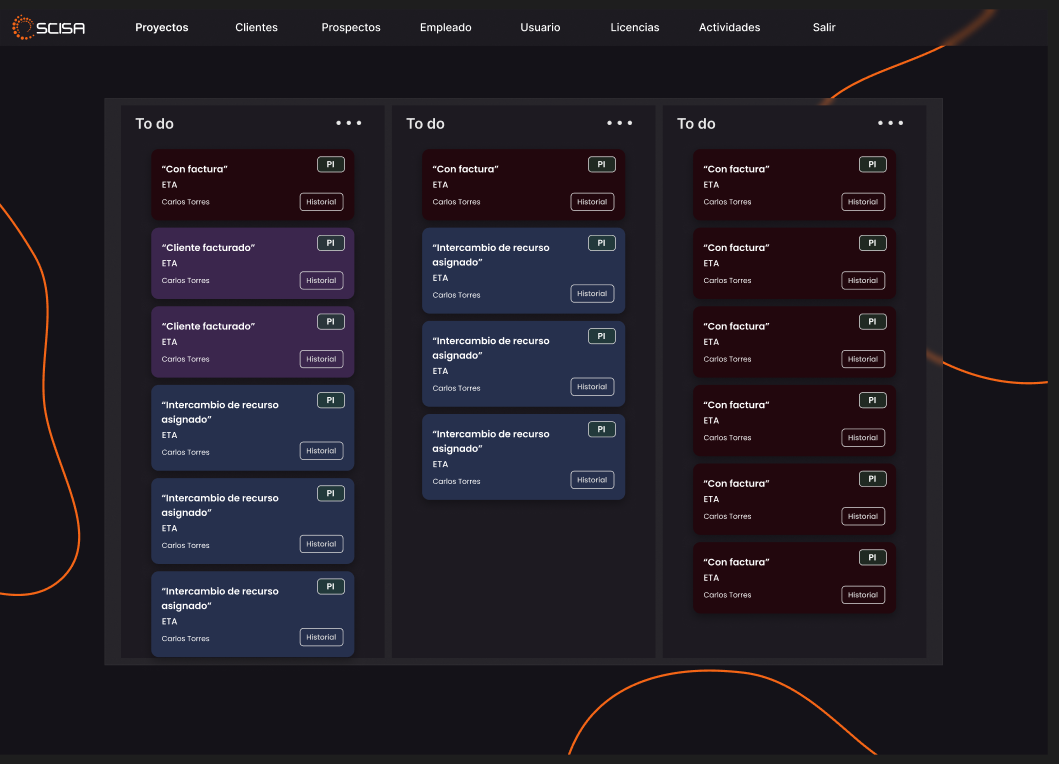 SCISA
Proyectos
Clientes
Prospectos
Empleado
Usuario
Licencias
Actividades
Salir
To do
“Con factura”
PI
ETA
Carlos Torres
Historial
“Cliente facturado”
PI
ETA
Carlos Torres
Historial
“Cliente facturado”
PI
ETA
Carlos Torres
Historial
“Intercambio de recurso
asignado”
PI
ETA
Carlos Torres
Historial
“Intercambio de recurso
asignado”
PI
ETA
Carlos Torres
Historial
“Intercambio de recurso
asignado”
PI
ETA
Carlos Torres
Historial
To do
“Con factura”
PI
ETA
Carlos Torres
Historial
“Intercambio de recurso
asignado”
PI
ETA
Carlos Torres
Historial
“Intercambio de recurso
asignado”
PI
ETA
Carlos Torres
Historial
“Intercambio de recurso
asignado”
PI
ETA
Carlos Torres
Historial
To do
“Con factura”
PI
ETA
Carlos Torres
Historial
“Con factura”
PI
ETA
Carlos Torres
Historial
“Con factura”
PI
ETA
Carlos Torres
Historial
“Con factura”
PI
ETA
Carlos Torres
Historial
“Con factura”
PI
ETA
Carlos Torres
Historial
“Con factura”
PI
ETA
Carlos Torres
Historial